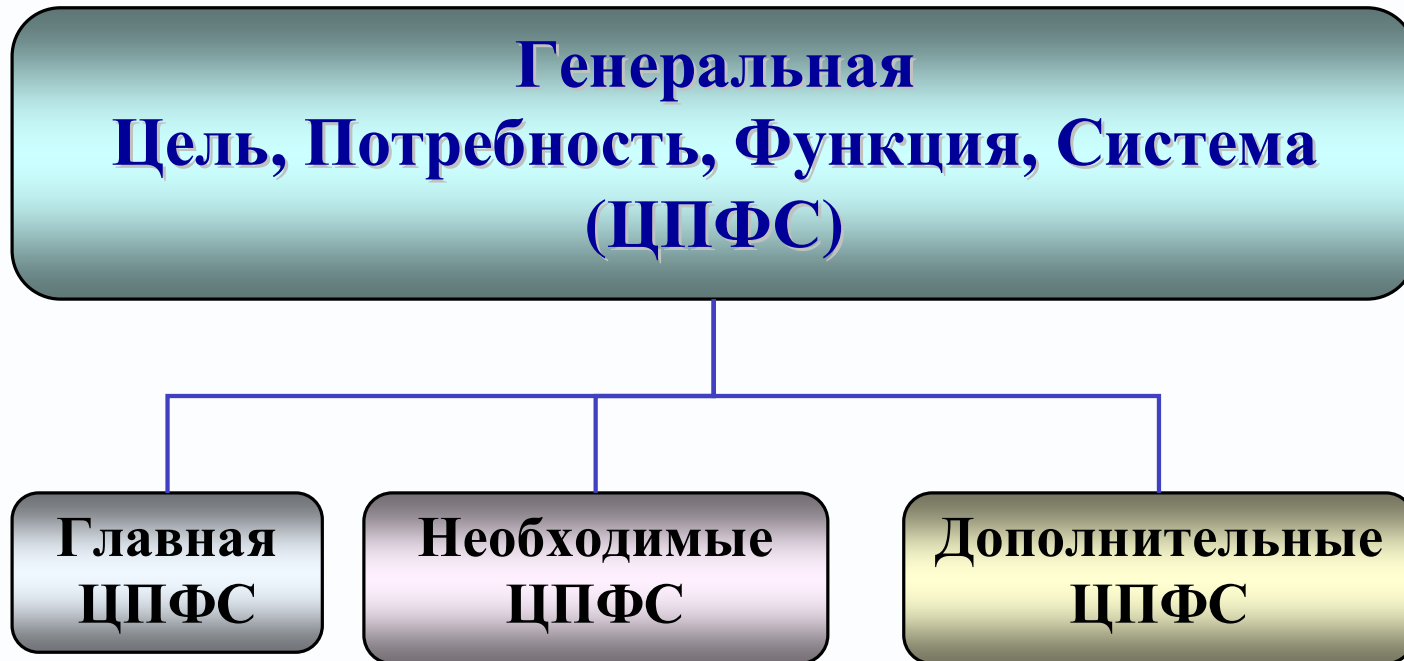 Генеральная
Цель, Потребность, Функция, Система
(ЦПФС)
Главная
ЦПФС
Необходимые
ЦПФС
Дополнительные
ЦПФС